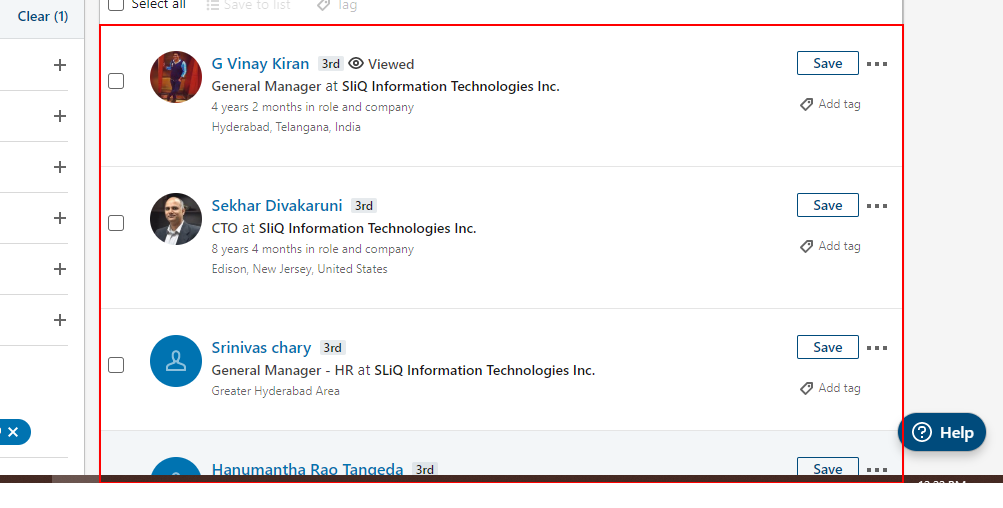 Clear (1)
Select all Save to list Tag
G Vinay Kiran 3rd Viewed Save
General Manager at SliQ Information Technologies Inc.
4 years 2 months in role and company Add tag
Hyderabad, Telangana, India
Sekhar Divakaruni 3rd Save
CTO at SliQ Information Technologies Inc.
8 years 4 months in role and company Add tag
Edison, New Jersey, United States
Srinivas chary 3rd Save
General Manager - HR at SLiQ Information Technologies Inc.
Greater Hyderabad Area Add tag
Help
Hanumantha Rao Tangeda 3rd Save